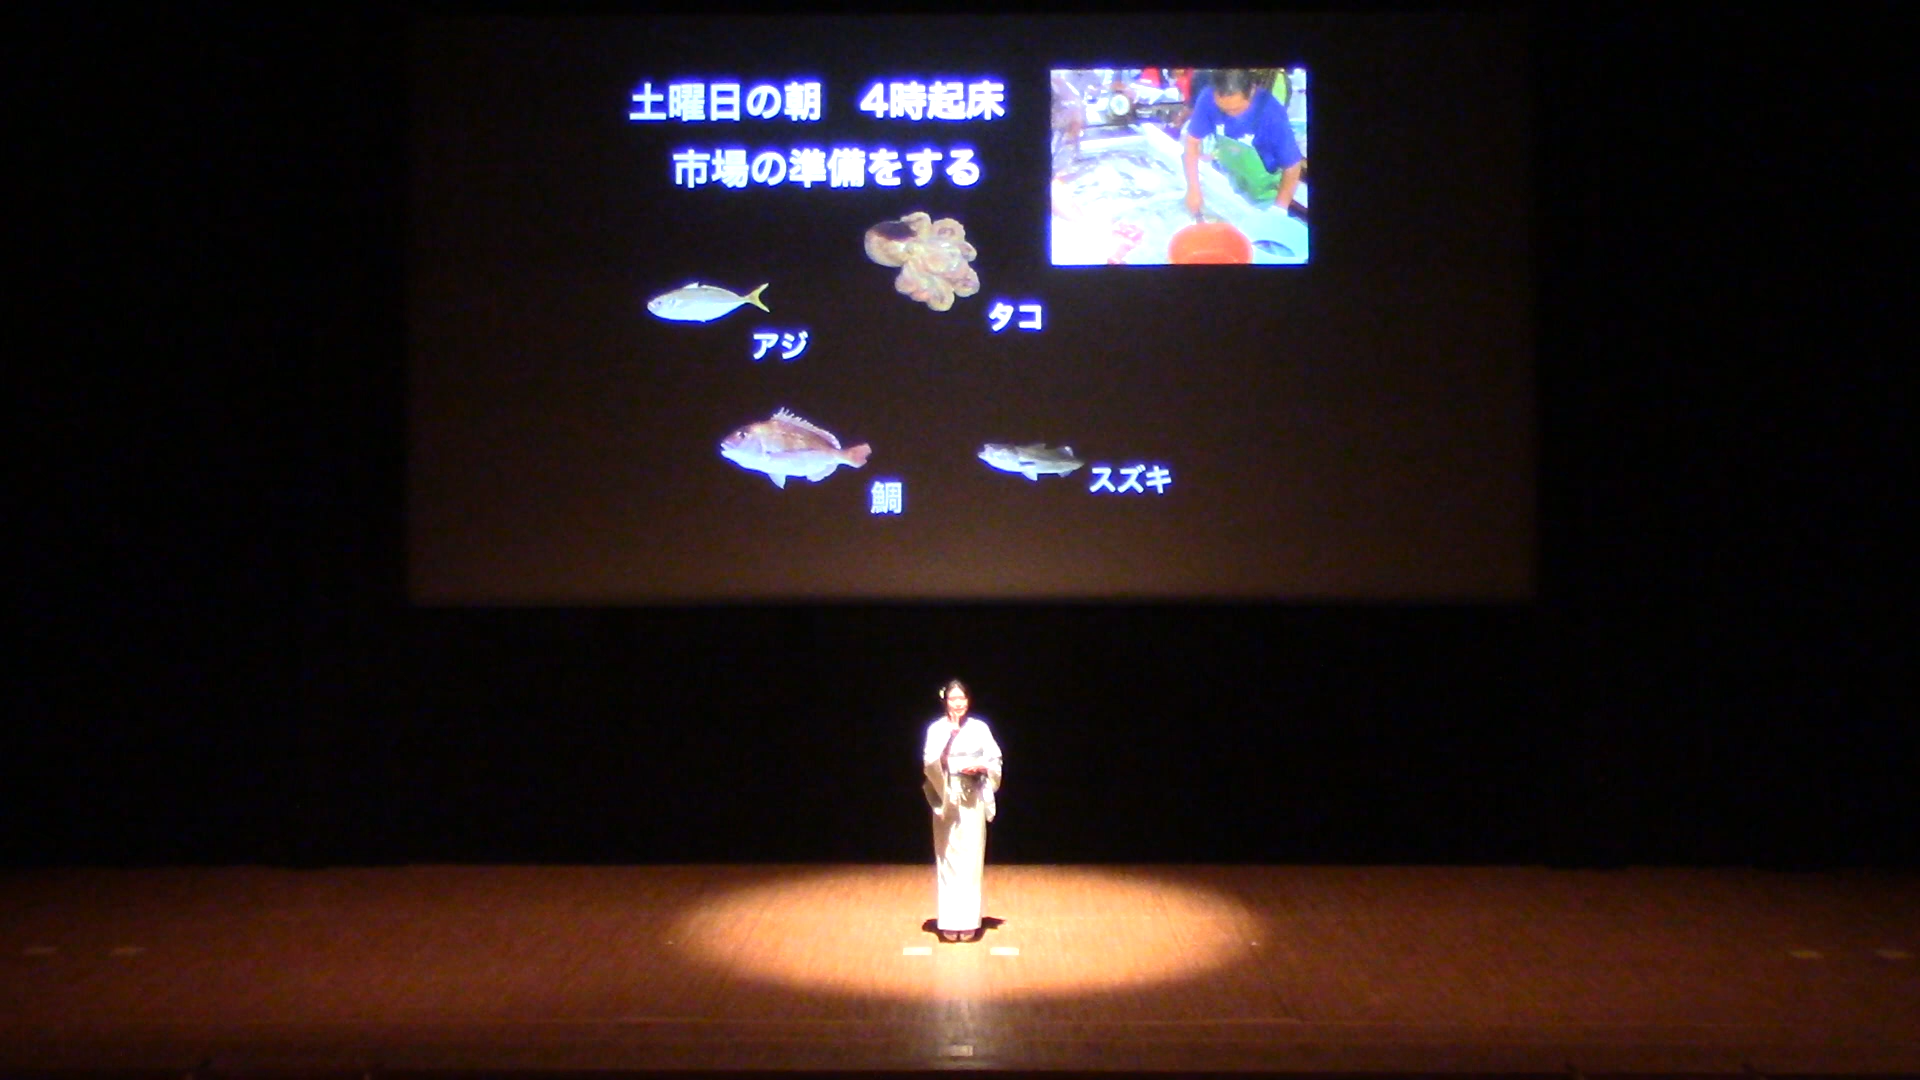 土曜日の朝　4時起床
市場の準備をする
タコ
アジ
スズキ
鯛